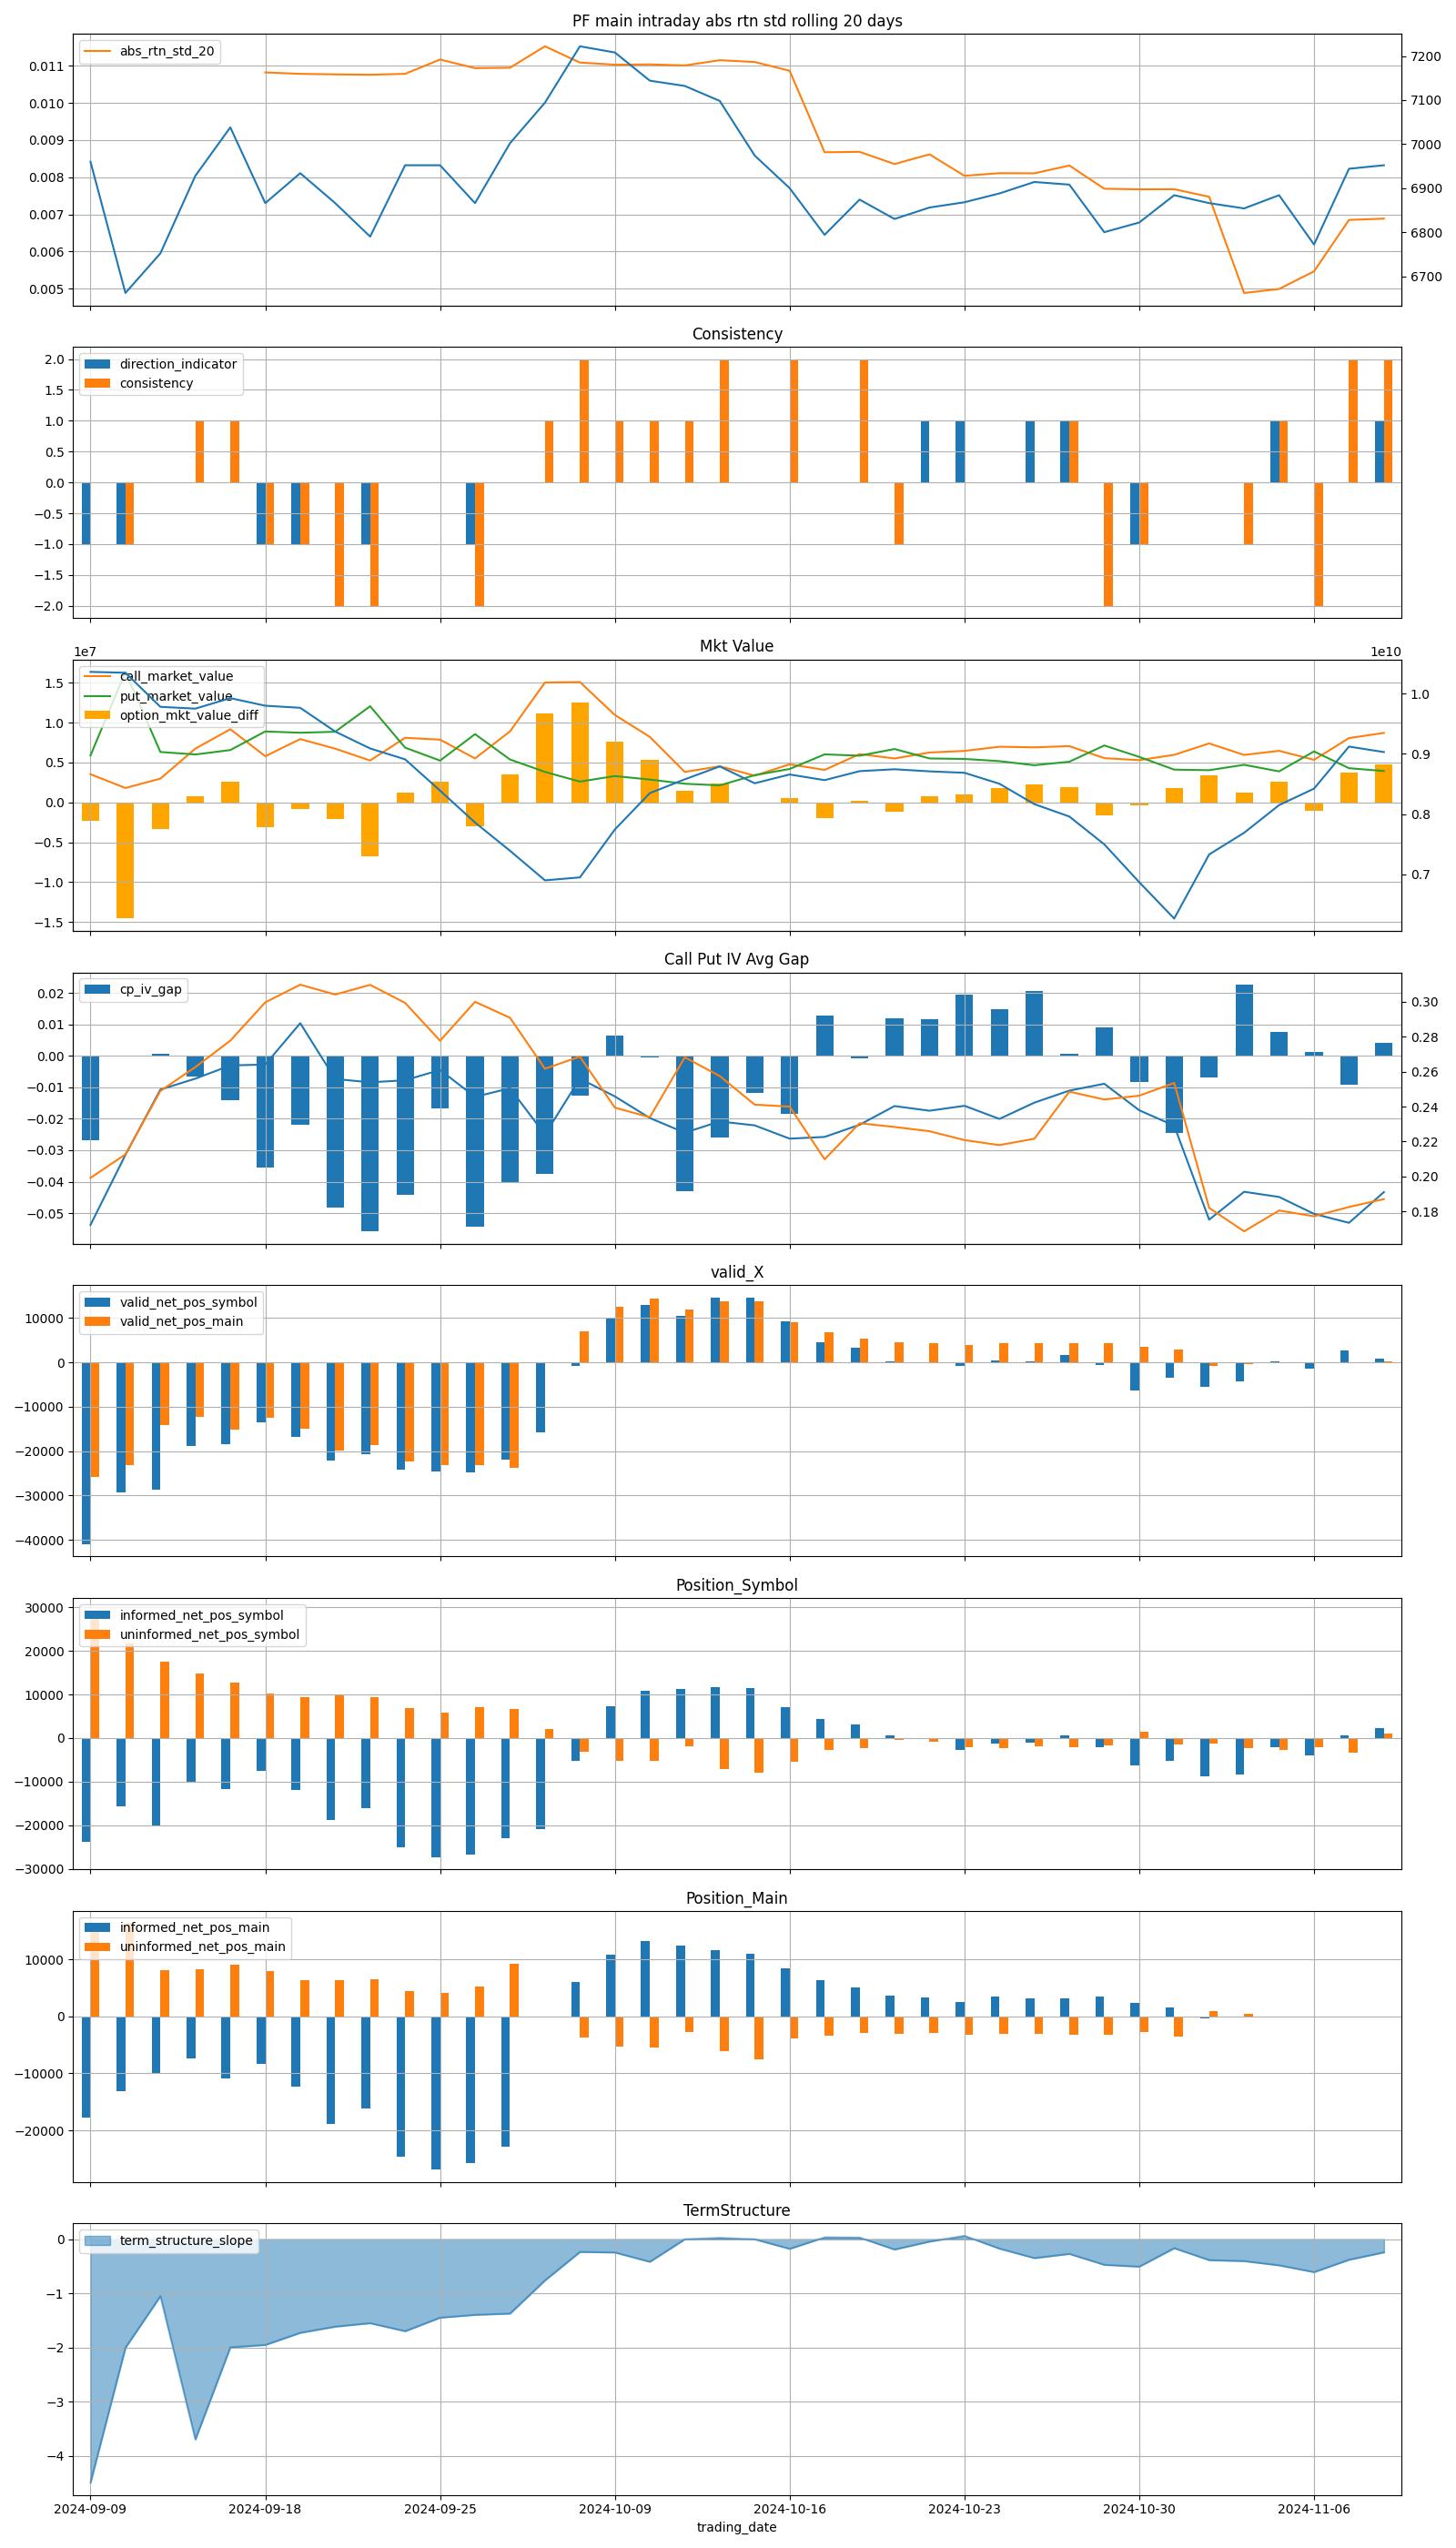 PF main intraday abs rtn std rolling 20 days
abs_rtn_std_20
0.011
0.010
0.009
0.008
0.007
0.006
0.005
7200
7100
7000
6900
6800
6700
Consistency
direction_indicator
consistency
2.0
1.5
1.0
0.5
0.0
−0.5
−1.0
−1.5
−2.0
Mkt Value
1e7
1e10
call_market_value
put_market_value
option_mkt_value_diff
1.5
1.0
0.5
0.0
−0.5
−1.0
−1.5
1.0
0.9
0.8
0.7
Call Put IV Avg Gap
cp_iv_gap
0.02
0.01
0.00
−0.01
−0.02
−0.03
−0.04
−0.05
0.30
0.28
0.26
0.24
0.22
0.20
0.18
valid_X
valid_net_pos_symbol
valid_net_pos_main
10000
0
−10000
−20000
−30000
−40000
Position_Symbol
informed_net_pos_symbol
uninformed_net_pos_symbol
30000
20000
10000
0
−10000
−20000
−30000
Position_Main
informed_net_pos_main
uninformed_net_pos_main
10000
0
−10000
−20000
TermStructure
term_structure_slope
0
−1
−2
−3
−4
2024-09-09 2024-09-18 2024-09-25 2024-10-09 2024-10-16 2024-10-23 2024-10-30 2024-11-06
trading_date